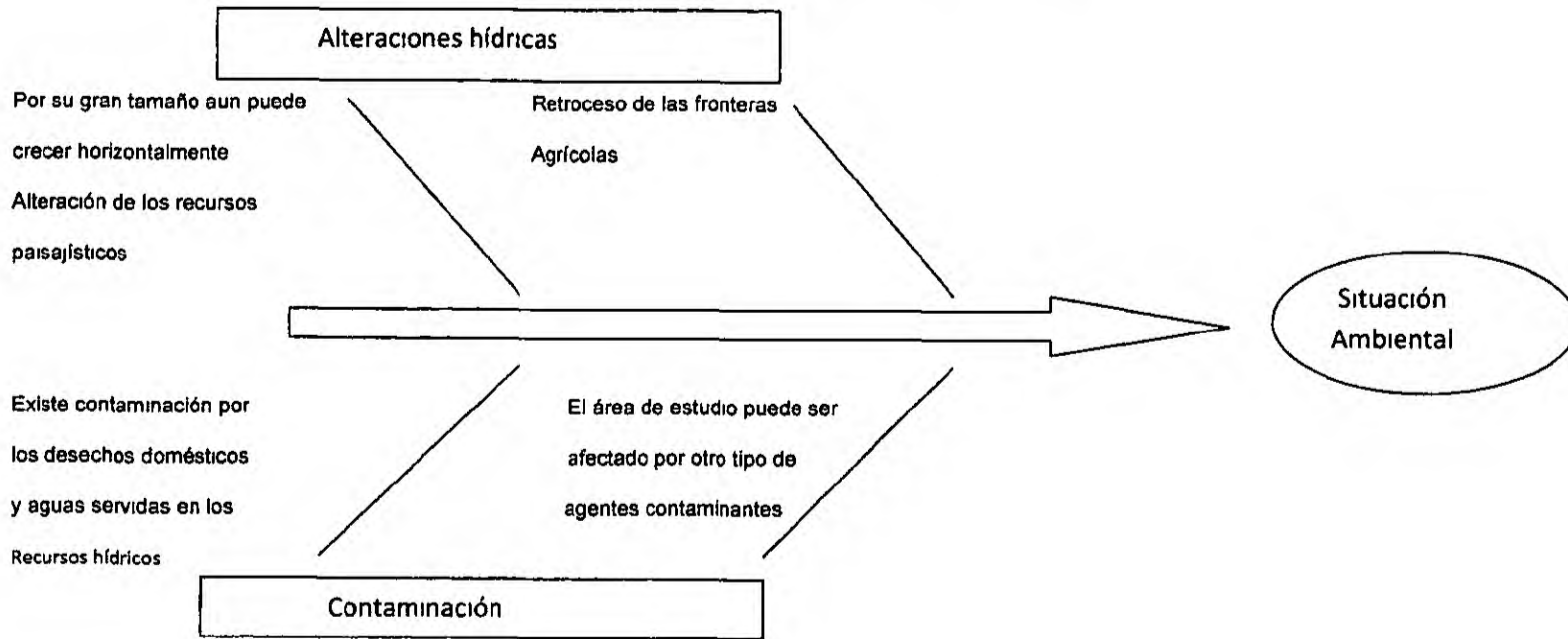 Alteraciones hídricas
Por su gran tamaño aun puede
crecer horizontalmente
Alteración de los recursos
paisajísticos
Retroceso de las fronteras
Agrícolas
Situación
Ambiental
Existe contaminación por
los desechos domésticos
y aguas servidas en los
Recursos hídricos
El área de estudio puede ser
afectado por otro tipo de
agentes contaminantes
Contaminación